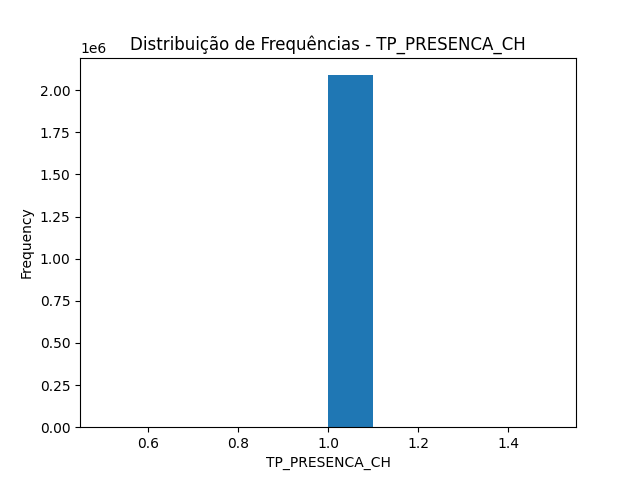 Distribuição de Frequências - TP_PRESENCA_CH
1e6
2.00
1.75
1.50
1.25
1.00
0.75
0.50
0.25
0.00
Frequency
0.6 0.8 1.0 1.2 1.4
TP_PRESENCA_CH